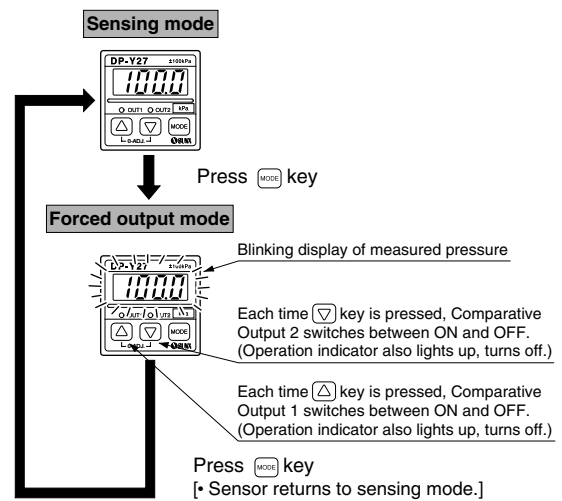 Sensing mode
DP-Y27 ±100kPa
100.0
OUT1 OUT2 kPa
△ ▽ MODE
0-ADJ. SUNX
Press MODE key
Forced output mode
Blinking display of measured pressure
DP-Y27 ±100kPa
100.0
△ ▽ MODE
0-ADJ. SUNX
Each time ▽ key is pressed, Comparative
Output 2 switches between ON and OFF.
(Operation indicator also lights up, turns off.)
Each time △ key is pressed, Comparative
Output 1 switches between ON and OFF.
(Operation indicator also lights up, turns off.)
Press MODE key
[• Sensor returns to sensing mode.]